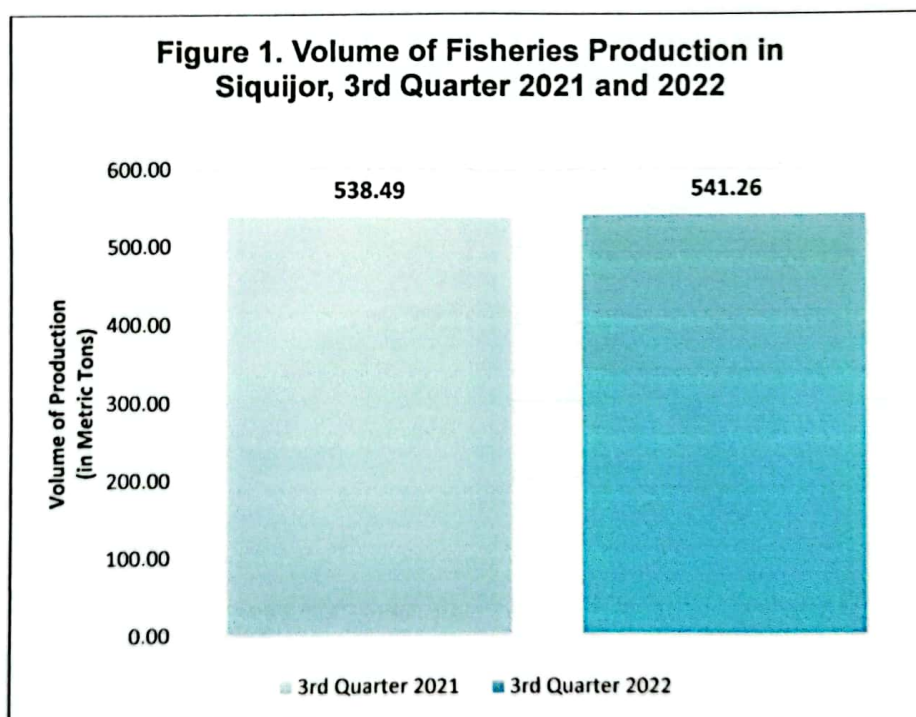 Figure 1. Volume of Fisheries Production in
Siquijor, 3rd Quarter 2021 and 2022
600.00
500.00
400.00
300.00
200.00
100.00
0.00
Volume of Production
(in Metric Tons)
538.49
541.26
3rd Quarter 2021
3rd Quarter 2022